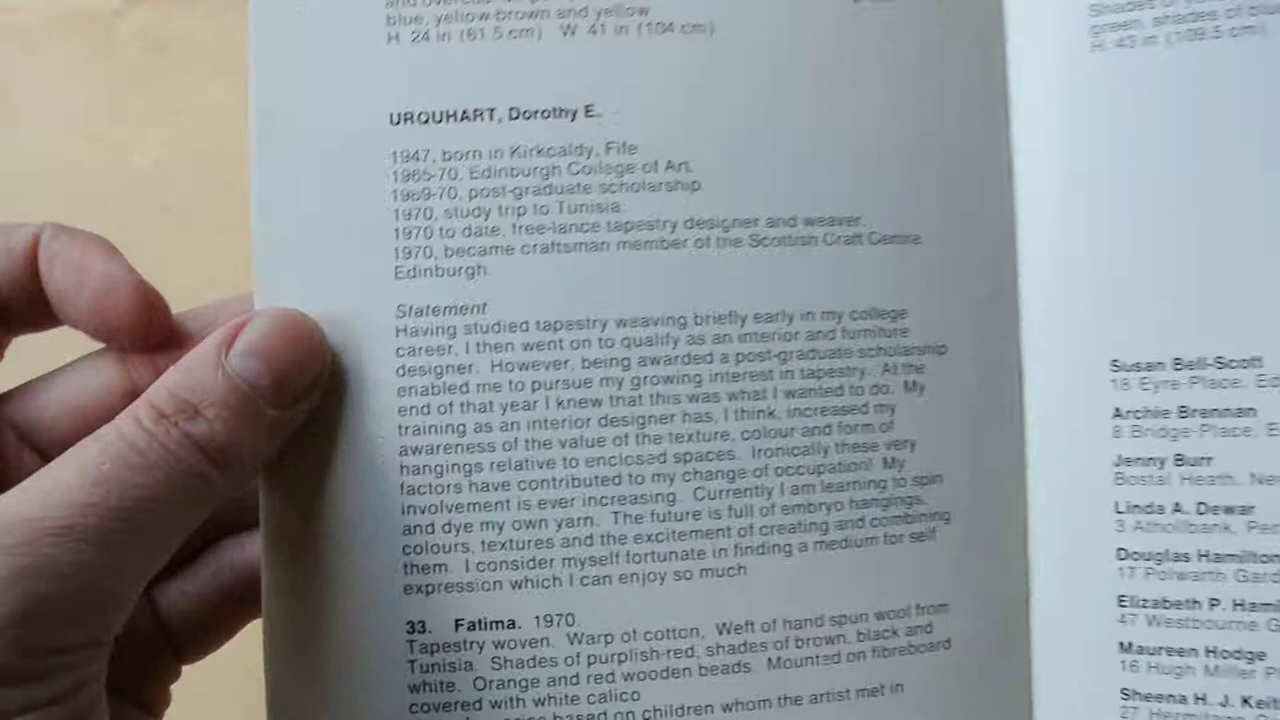 blue, yellow-brown and yellow
H 24 in (61.5 cm) W 41 in (104 cm)
URQUHART, Dorothy E.
1947, born in Kirkcaldy, Fife
1965-70, Edinburgh College of Art.
1969-70, post-graduate scholarship
1970, study trip to Tunisia.
1970 to date, free-lance tapestry designer and weaver.
1970, became craftsman member of the Scottish Craft Centre,
Edinburgh.
Statement
Having studied tapestry weaving briefly early in my college
career, I then went on to qualify as an interior and furniture
designer. However, being awarded a post-graduate scholarship
enabled me to pursue my growing interest in tapestry. At the
end of that year I knew that this was what I wanted to do. My
training as an interior designer has, I think, increased my
awareness of the value of the texture, colour and form of
hangings relative to enclosed spaces. Ironically these very
factors have contributed to my change of occupation! My
involvement is ever increasing. Currently I am learning to spin
and dye my own yarn. The future is full of embryo hangings,
colours, textures and the excitement of creating and combining
them. I consider myself fortunate in finding a medium for self
expression which I can enjoy so much
33. Fatima. 1970.
Tapestry woven. Warp of cotton, Weft of hand spun wool from
Tunisia. Shades of purplish-red, shades of brown, black and
white. Orange and red wooden beads. Mounted on fibreboard
covered with white calico
based on children whom the artist met in
green, shades of
H. 43 in (109.5 cm)
Susan Bell-Scott
18 Eyre-Place,
Archie Brennan
8 Bridge-Place,
Jenny Burr
Bostal Heath,
Linda A. Dewar
3 Athollbank,
Douglas Hamilton
17 Polwarth
Elizabeth P.
47 Westbourne
Maureen Hodge
16 Hugh Miller
Sheena H. J.
27